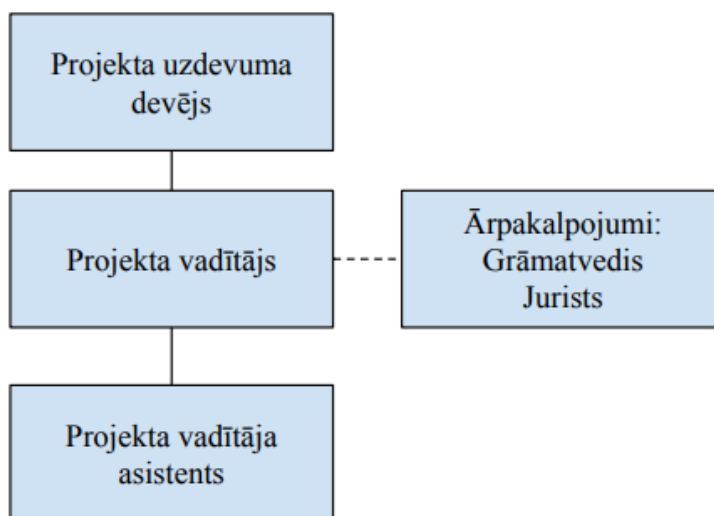 Projekta uzdevuma
devējs
Projekta vadītājs
Ārpakalpojumi:
Grāmatvedis
Jurists
Projekta vadītāja
asistents